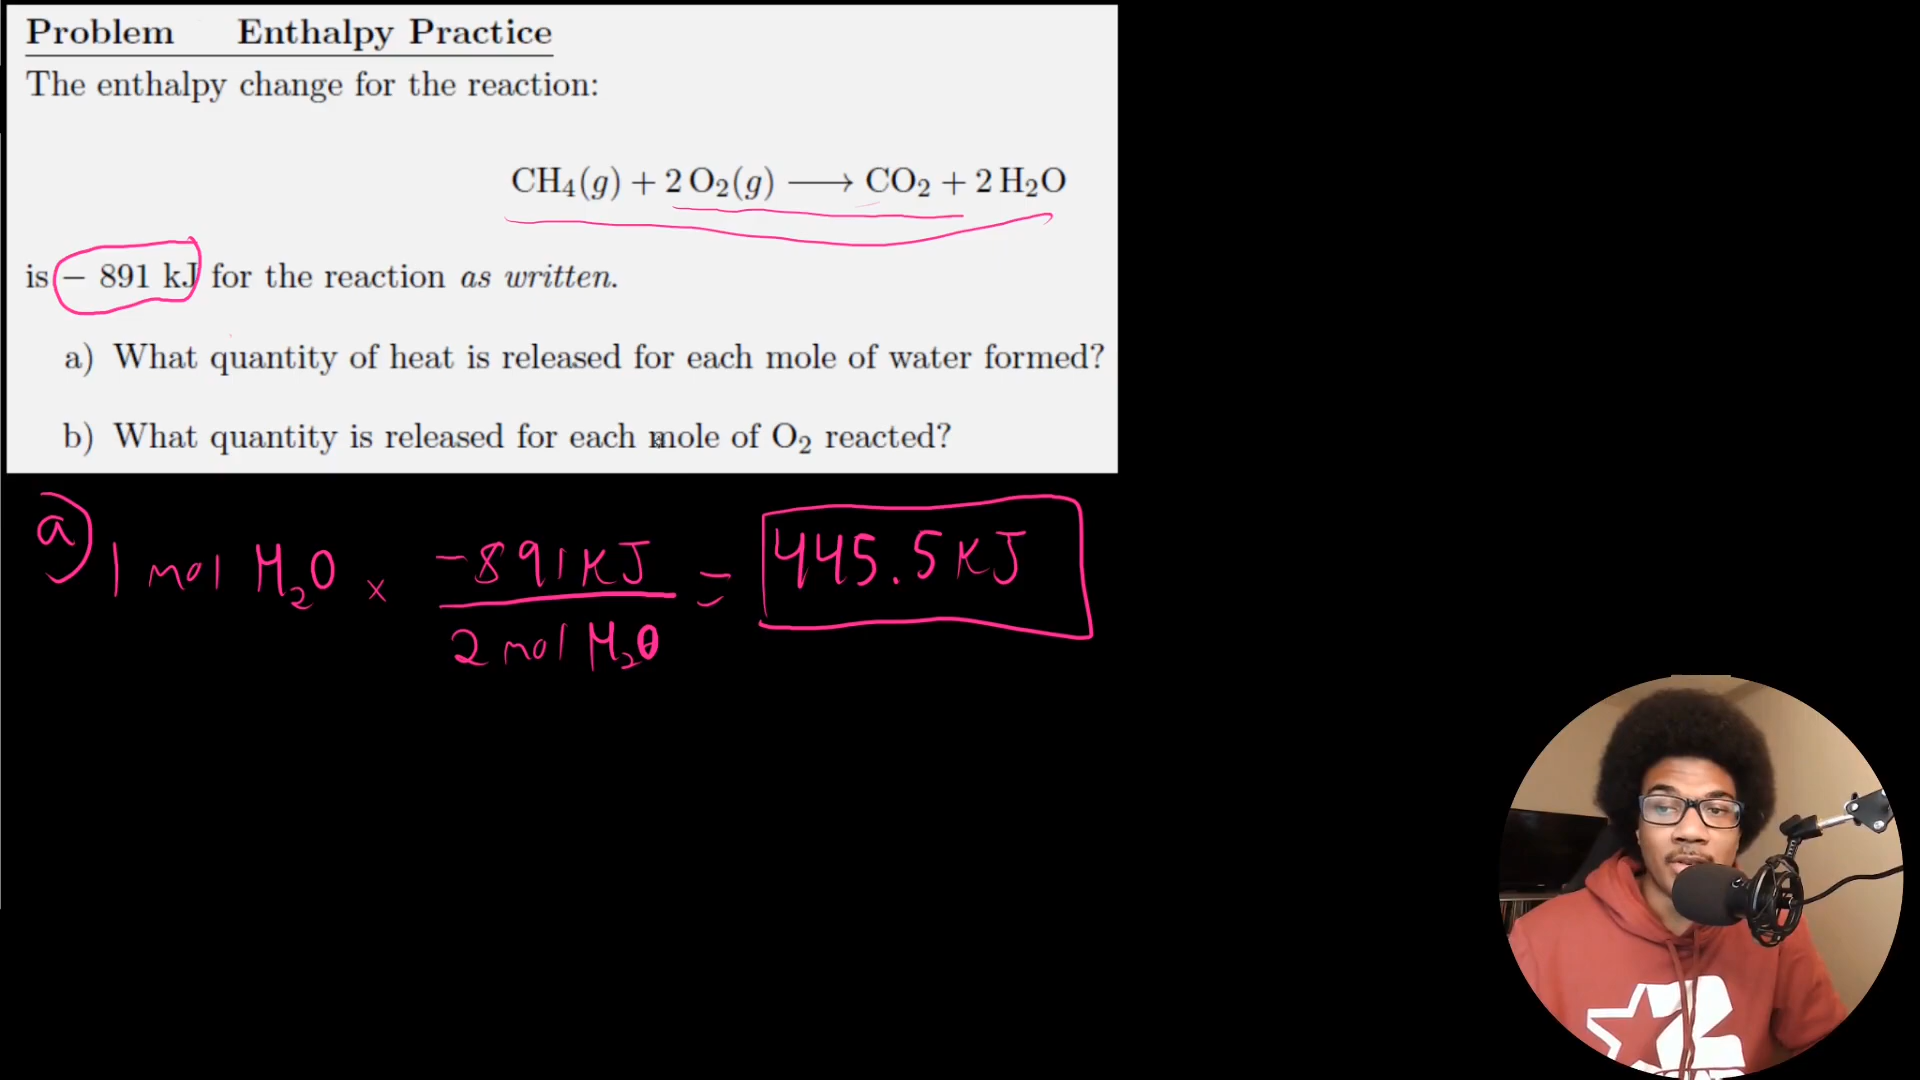 Problem Enthalpy Practice
The enthalpy change for the reaction:
CH₄(g) + 2 O₂(g) ⟶ CO₂ + 2 H₂O
is − 891 kJ for the reaction as written.
a) What quantity of heat is released for each mole of water formed?
b) What quantity is released for each mole of O₂ reacted?
a) 1 mol H₂O × −891 KJ / 2 mol H₂O = 445.5 KJ